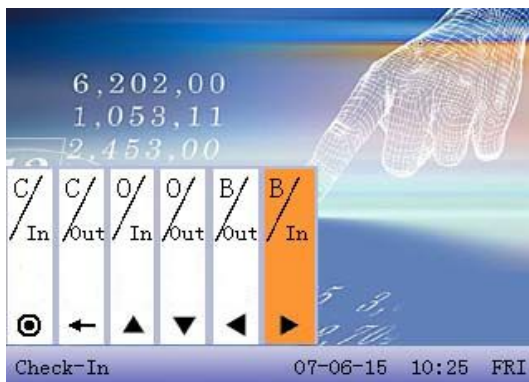 6,202,00
1,053,11
2,453,00
C/In C/Out O/In O/Out B/Out B/In
Check-In 07-06-15 10:25 FRI